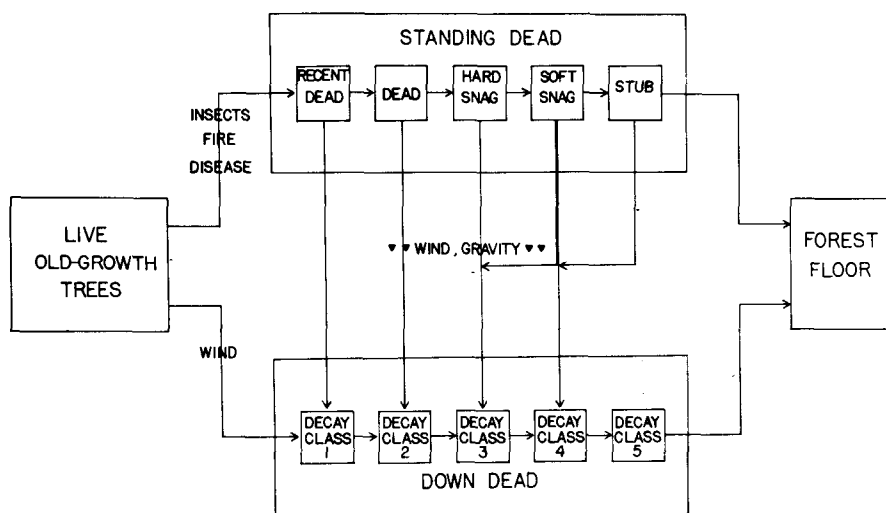 STANDING DEAD
RECENT
DEAD
DEAD
HARD
SNAG
SOFT
SNAG
STUB
INSECTS
FIRE
DISEASE
LIVE
OLD-GROWTH
TREES
WIND, GRAVITY
FOREST
FLOOR
WIND
DECAY
CLASS
1
DECAY
CLASS
2
DECAY
CLASS
3
DECAY
CLASS
4
DECAY
CLASS
5
DOWN DEAD